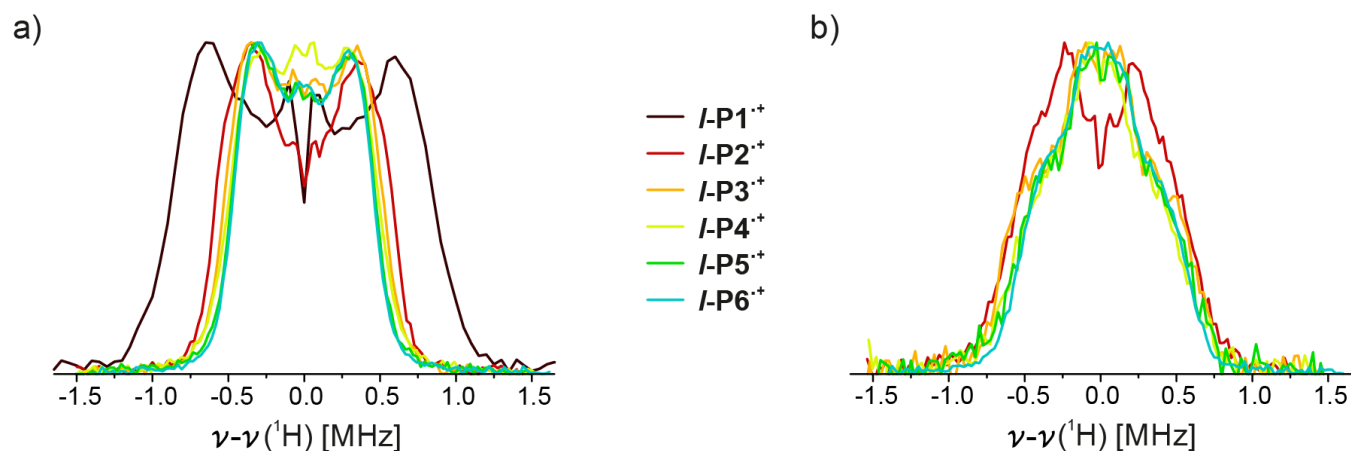 a)
b)
l-P1·+
l-P2·+
l-P3·+
l-P4·+
l-P5·+
l-P6·+
-1.5 -1.0 -0.5 0.0 0.5 1.0 1.5
-1.5 -1.0 -0.5 0.0 0.5 1.0 1.5
ν-ν(¹H) [MHz]
ν-ν(¹H) [MHz]